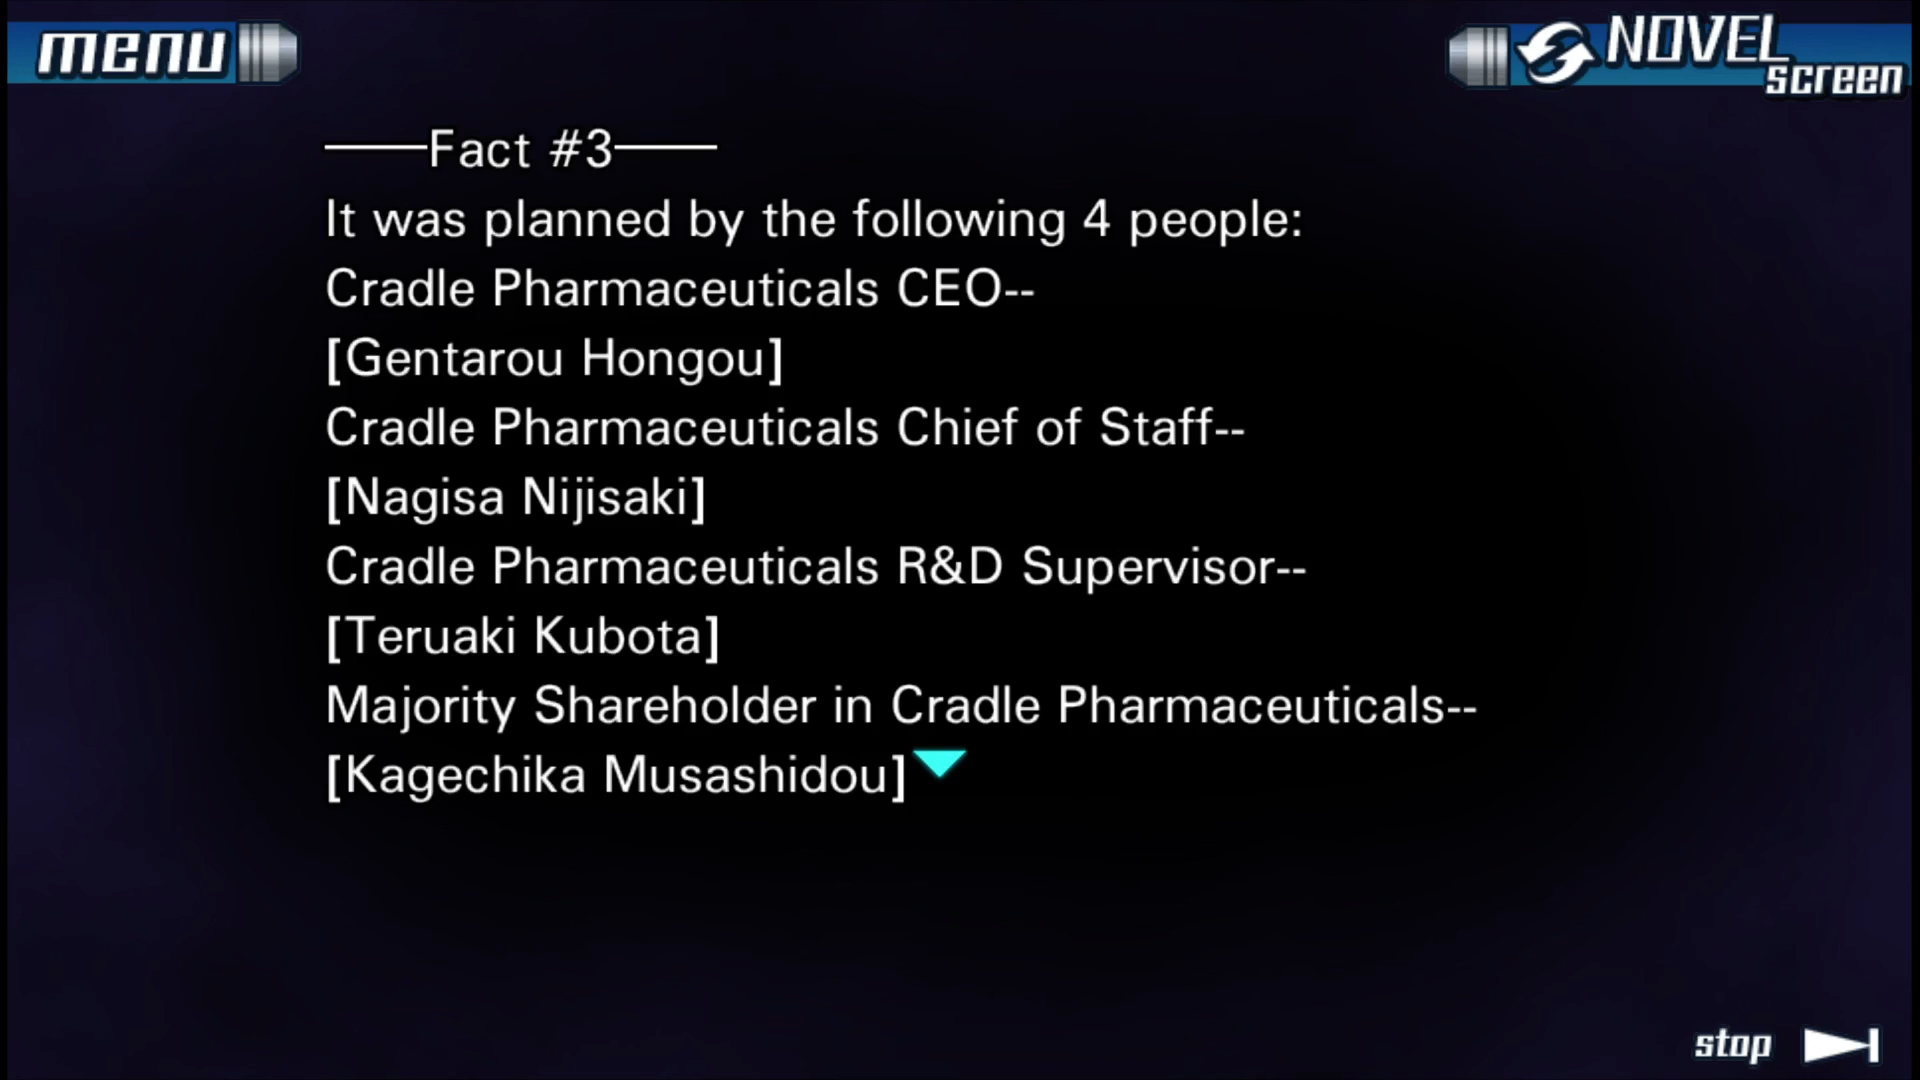 menu
NOVEL
screen
——Fact #3——
It was planned by the following 4 people:
Cradle Pharmaceuticals CEO--
[Gentarou Hongou]
Cradle Pharmaceuticals Chief of Staff--
[Nagisa Nijisaki]
Cradle Pharmaceuticals R&D Supervisor--
[Teruaki Kubota]
Majority Shareholder in Cradle Pharmaceuticals--
[Kagechika Musashidou]
stop